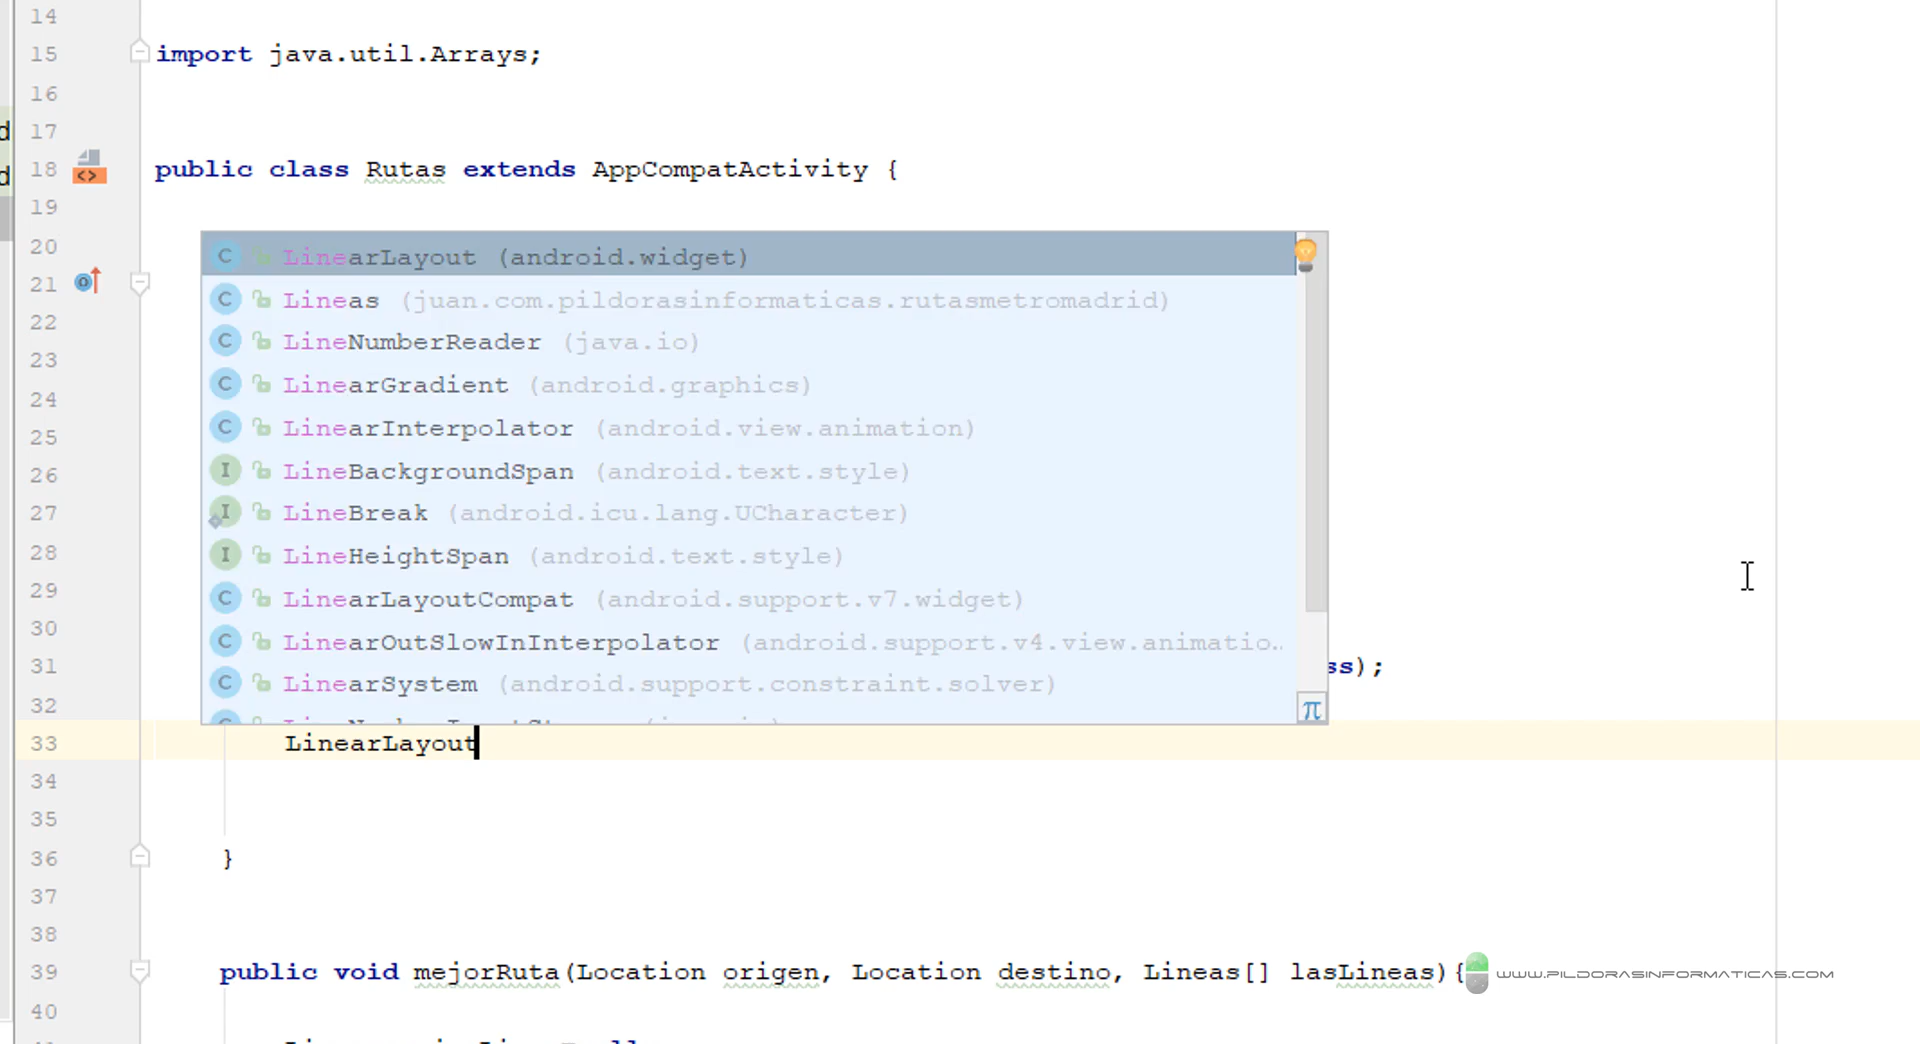 14
15 import java.util.Arrays;
16
d 17
d 18 public class Rutas extends AppCompatActivity {
19
20 LinearLayout (android.widget)
21 Lineas (juan.com.pildorasinformaticas.rutasmetromadrid)
22 LineNumberReader (java.io)
23 LinearGradient (android.graphics)
24
25 LinearInterpolator (android.view.animation)
26 LineBackgroundSpan (android.text.style)
27 LineBreak (android.icu.lang.UCharacter)
28 LineHeightSpan (android.text.style)
29 LinearLayoutCompat (android.support.v7.widget)
30 LinearOutSlowInInterpolator (android.support.v4.view.animatio…
31 LinearSystem (android.support.constraint.solver) ss);
32
33 LinearLayout
34
35
36 }
37
38
39 public void mejorRuta(Location origen, Location destino, Lineas[] lasLineas){ WWW.PILDORASINFORMATICAS.COM
40